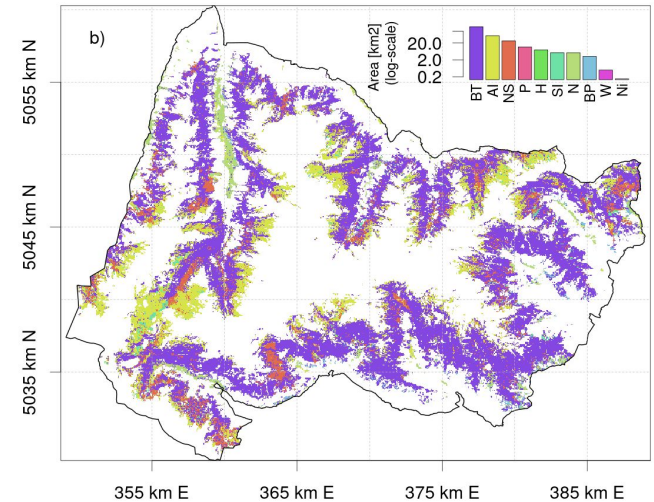 b)
Area [km2]
(log-scale)
20.0
2.0
0.2
BT
AI
NS
P
H
SI
N
BP
W
Ni
5055 km N
5045 km N
5035 km N
355 km E
365 km E
375 km E
385 km E